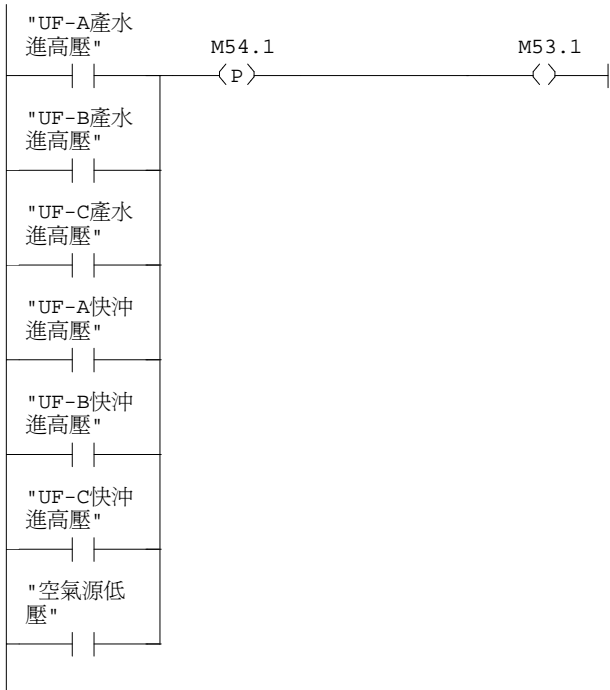 "UF-A產水
進高壓"
M54.1
M53.1
P
"UF-B產水
進高壓"
"UF-C產水
進高壓"
"UF-A快沖
進高壓"
"UF-B快沖
進高壓"
"UF-C快沖
進高壓"
"空氣源低
壓"